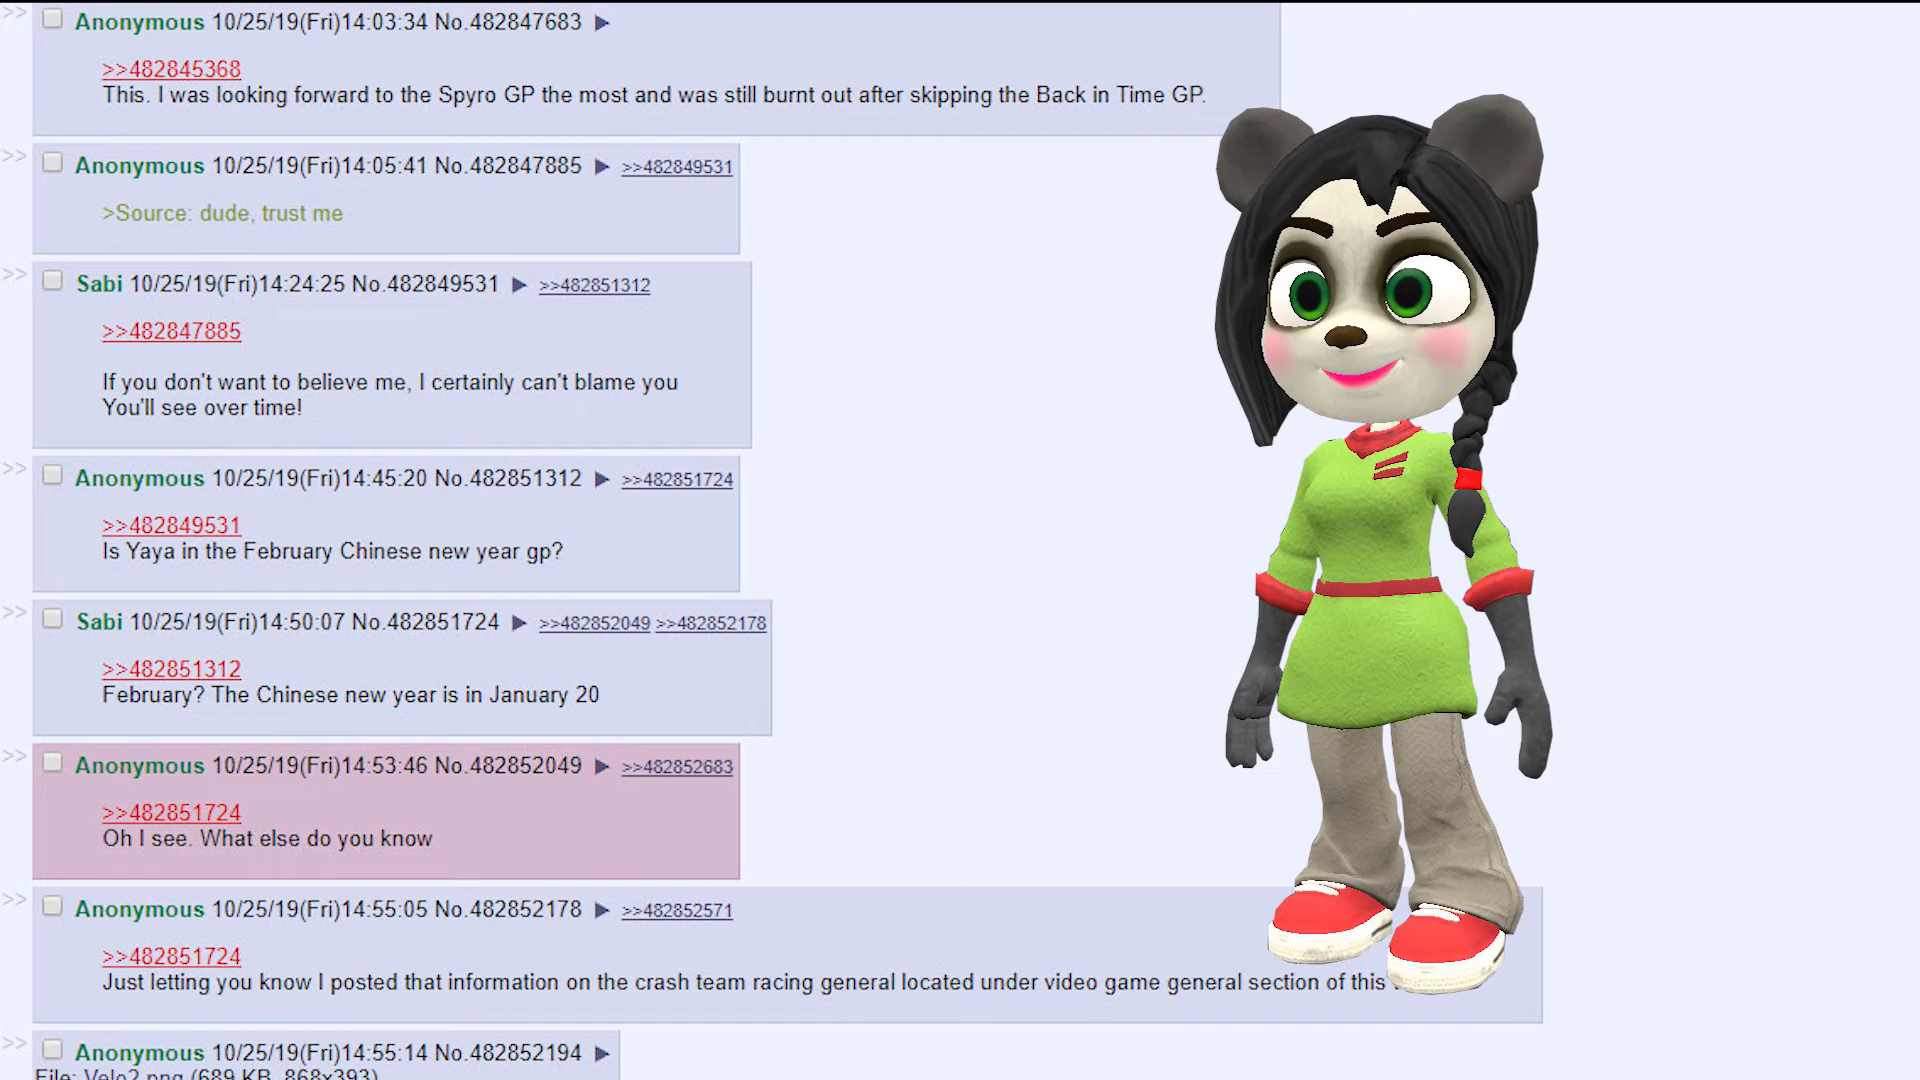 >> Anonymous 10/25/19(Fri)14:03:34 No.482847683 ▶
>>482845368
This. I was looking forward to the Spyro GP the most and was still burnt out after skipping the Back in Time GP.
>> Anonymous 10/25/19(Fri)14:05:41 No.482847885 ▶ >>482849531
>Source: dude, trust me
>> Sabi 10/25/19(Fri)14:24:25 No.482849531 ▶ >>482851312
>>482847885
If you don't want to believe me, I certainly can't blame you
You'll see over time!
>> Anonymous 10/25/19(Fri)14:45:20 No.482851312 ▶ >>482851724
>>482849531
Is Yaya in the February Chinese new year gp?
>> Sabi 10/25/19(Fri)14:50:07 No.482851724 ▶ >>482852049 >>482852178
>>482851312
February? The Chinese new year is in January 20
>> Anonymous 10/25/19(Fri)14:53:46 No.482852049 ▶ >>482852683
>>482851724
Oh I see. What else do you know
>> Anonymous 10/25/19(Fri)14:55:05 No.482852178 ▶ >>482852571
>>482851724
Just letting you know I posted that information on the crash team racing general located under video game general section of this
>> Anonymous 10/25/19(Fri)14:55:14 No.482852194 ▶
File: Velo2.png (689 KB, 868x393)